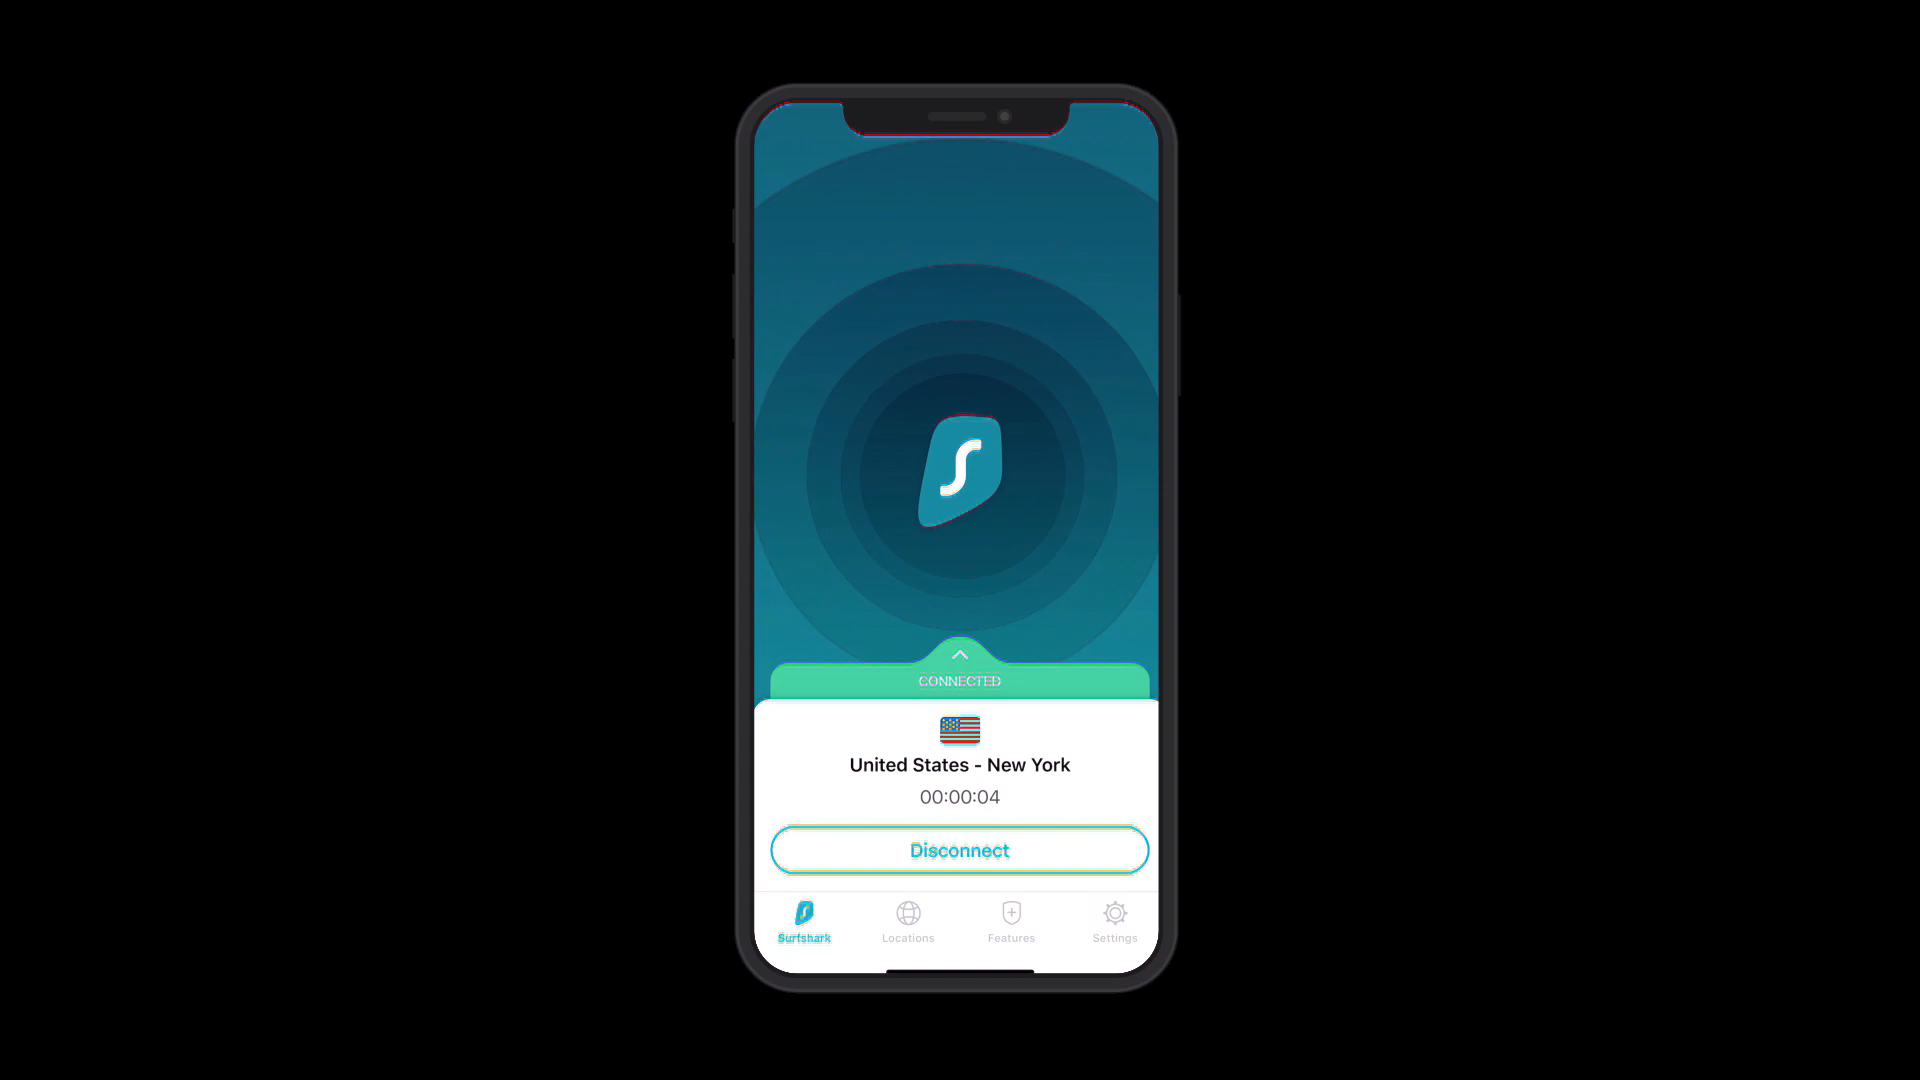 CONNECTED
United States - New York
00:00:04
Disconnect
Surfshark
Locations
Features
Settings